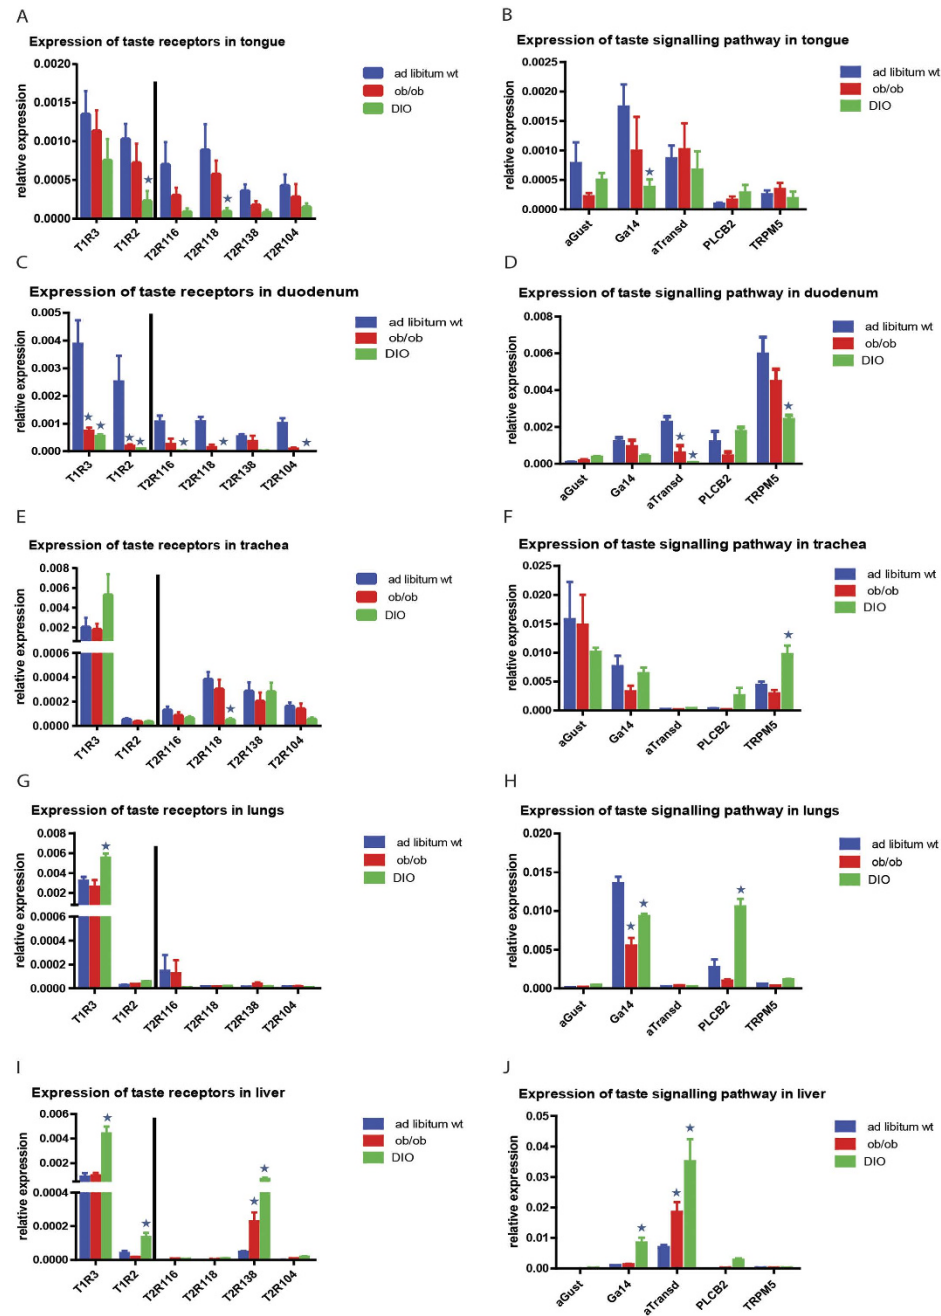 A
Expression of taste receptors in tongue
relative expression
0.0020
0.0015
0.0010
0.0005
0.0000
T1R3
T1R2
T2R116
T2R118
T2R138
T2R104
ad libitum wt
ob/ob
DIO
B
Expression of taste signalling pathway in tongue
relative expression
0.0025
0.0020
0.0015
0.0010
0.0005
0.0000
aGust
Ga14
aTransd
PLCB2
TRPM5
ad libitum wt
ob/ob
DIO
C
Expression of taste receptors in duodenum
relative expression
0.005
0.004
0.003
0.002
0.001
0.000
T1R3
T1R2
T2R116
T2R118
T2R138
T2R104
ad libitum wt
ob/ob
DIO
D
Expression of taste signalling pathway in duodenum
relative expression
0.008
0.006
0.004
0.002
0.000
aGust
Ga14
aTransd
PLCB2
TRPM5
ad libitum wt
ob/ob
DIO
E
Expression of taste receptors in trachea
relative expression
0.008
0.006
0.004
0.002
0.0006
0.0004
0.0002
0.0000
T1R3
T1R2
T2R116
T2R118
T2R138
T2R104
ad libitum wt
ob/ob
DIO
F
Expression of taste signalling pathway in trachea
relative expression
0.025
0.020
0.015
0.010
0.005
0.000
aGust
Ga14
aTransd
PLCB2
TRPM5
ad libitum wt
ob/ob
DIO
G
Expression of taste receptors in lungs
relative expression
0.008
0.006
0.004
0.002
0.0006
0.0004
0.0002
0.0000
T1R3
T1R2
T2R116
T2R118
T2R138
T2R104
ad libitum wt
ob/ob
DIO
H
Expression of taste signalling pathway in lungs
relative expression
0.020
0.015
0.010
0.005
0.000
aGust
Ga14
aTransd
PLCB2
TRPM5
ad libitum wt
ob/ob
DIO
I
Expression of taste receptors in liver
relative expression
0.006
0.004
0.002
0.0004
0.0002
0.0000
T1R3
T1R2
T2R116
T2R118
T2R138
T2R104
ad libitum wt
ob/ob
DIO
J
Expression of taste signalling pathway in liver
relative expression
0.05
0.04
0.03
0.02
0.01
0.00
aGust
Ga14
aTransd
PLCB2
TRPM5
ad libitum wt
ob/ob
DIO